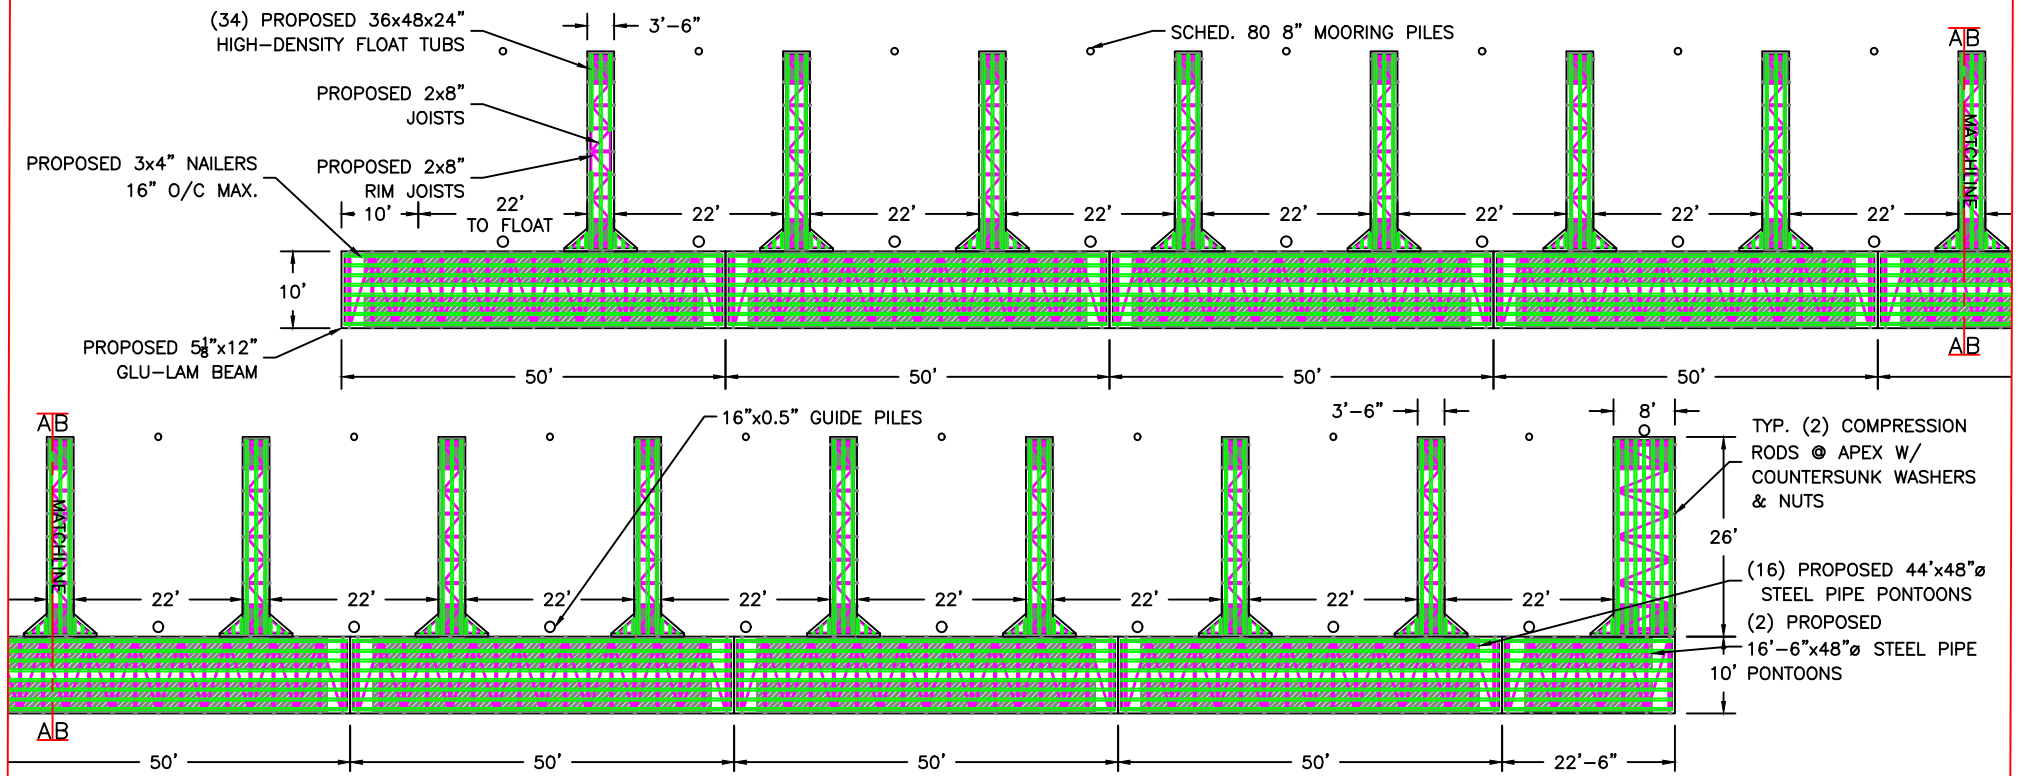 (34) PROPOSED 36x48x24"
HIGH-DENSITY FLOAT TUBS
3'-6"
SCHED. 80 8" MOORING PILES
AB
PROPOSED 2x8"
JOISTS
PROPOSED 3x4" NAILERS
16" O/C MAX.
PROPOSED 2x8"
RIM JOISTS
MATCHLINE
10'
22'
TO FLOAT
22'
22'
22'
22'
22'
22'
22'
10'
PROPOSED 5 1/8"x12"
GLU-LAM BEAM
AB
50'
50'
50'
50'
AB
16"x0.5" GUIDE PILES
3'-6"
8'
TYP. (2) COMPRESSION
RODS @ APEX W/
COUNTERSUNK WASHERS
& NUTS
MATCHLINE
26'
(16) PROPOSED 44'x48"ø
STEEL PIPE PONTOONS
22'
22'
22'
22'
22'
22'
22'
22'
(2) PROPOSED
16'-6"x48"ø STEEL PIPE
PONTOONS
10'
AB
50'
50'
50'
50'
22'-6"